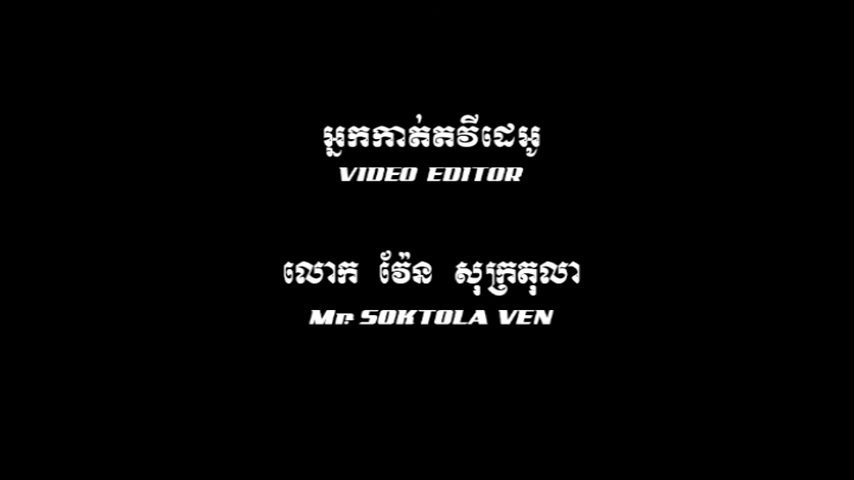 អ្នកកាត់តវីដេអូ
VIDEO EDITOR
លោក វ៉ែន សុក្រតុលា
Mr. SOKTOLA VEN